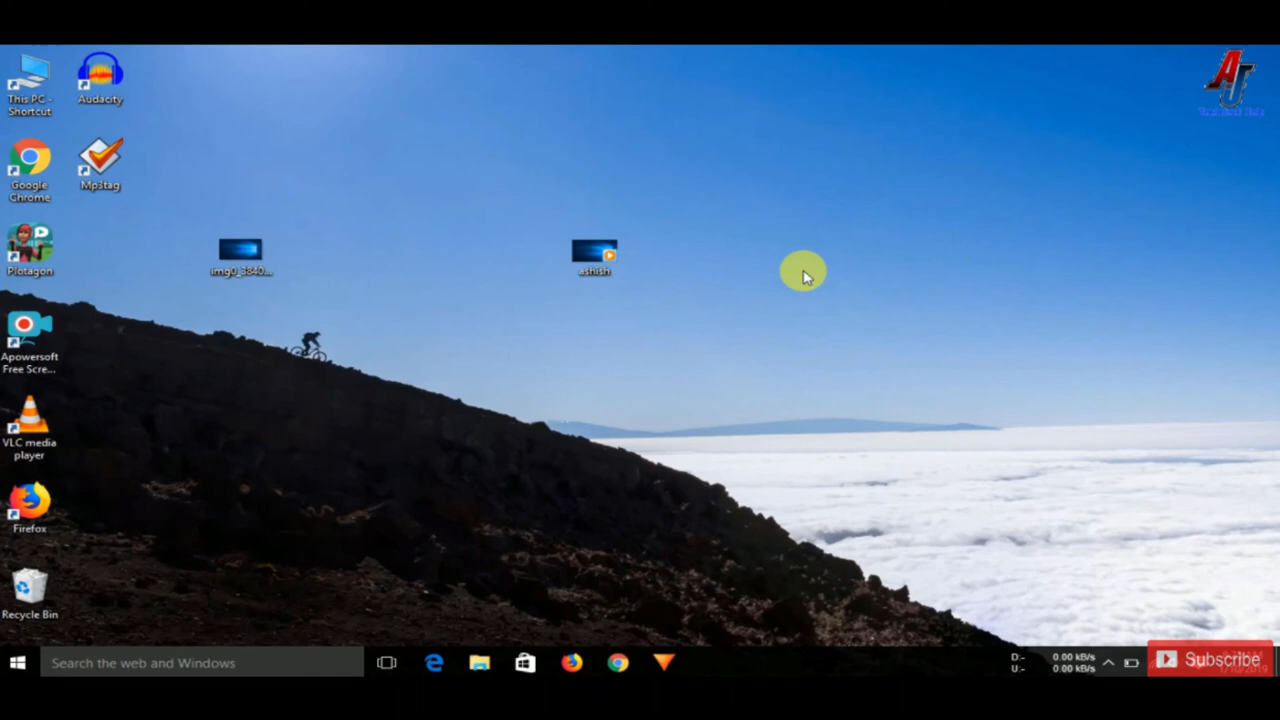 This PC -
Shortcut
Audacity
Google
Chrome
Mp3tag
Plotagon
img0_3840...
ashish
Apowersoft
Free Scre...
VLC media
player
Firefox
Recycle Bin
AJ
Search the web and Windows
D:- 0.00 kB/s
U:- 0.00 kB/s
Subscribe